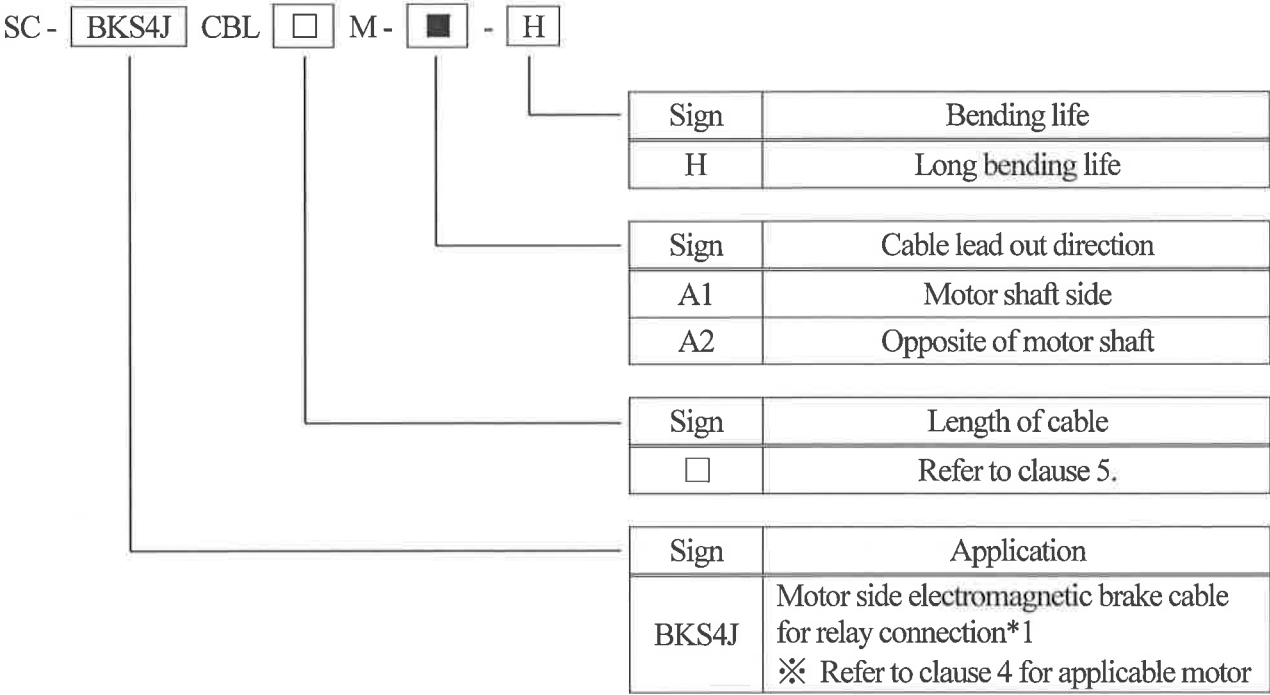 SC - BKS4J CBL □ M - ■ - H
Sign Bending life
H Long bending life
Sign Cable lead out direction
A1 Motor shaft side
A2 Opposite of motor shaft
Sign Length of cable
□ Refer to clause 5.
Sign Application
BKS4J Motor side electromagnetic brake cable
for relay connection*1
※ Refer to clause 4 for applicable motor